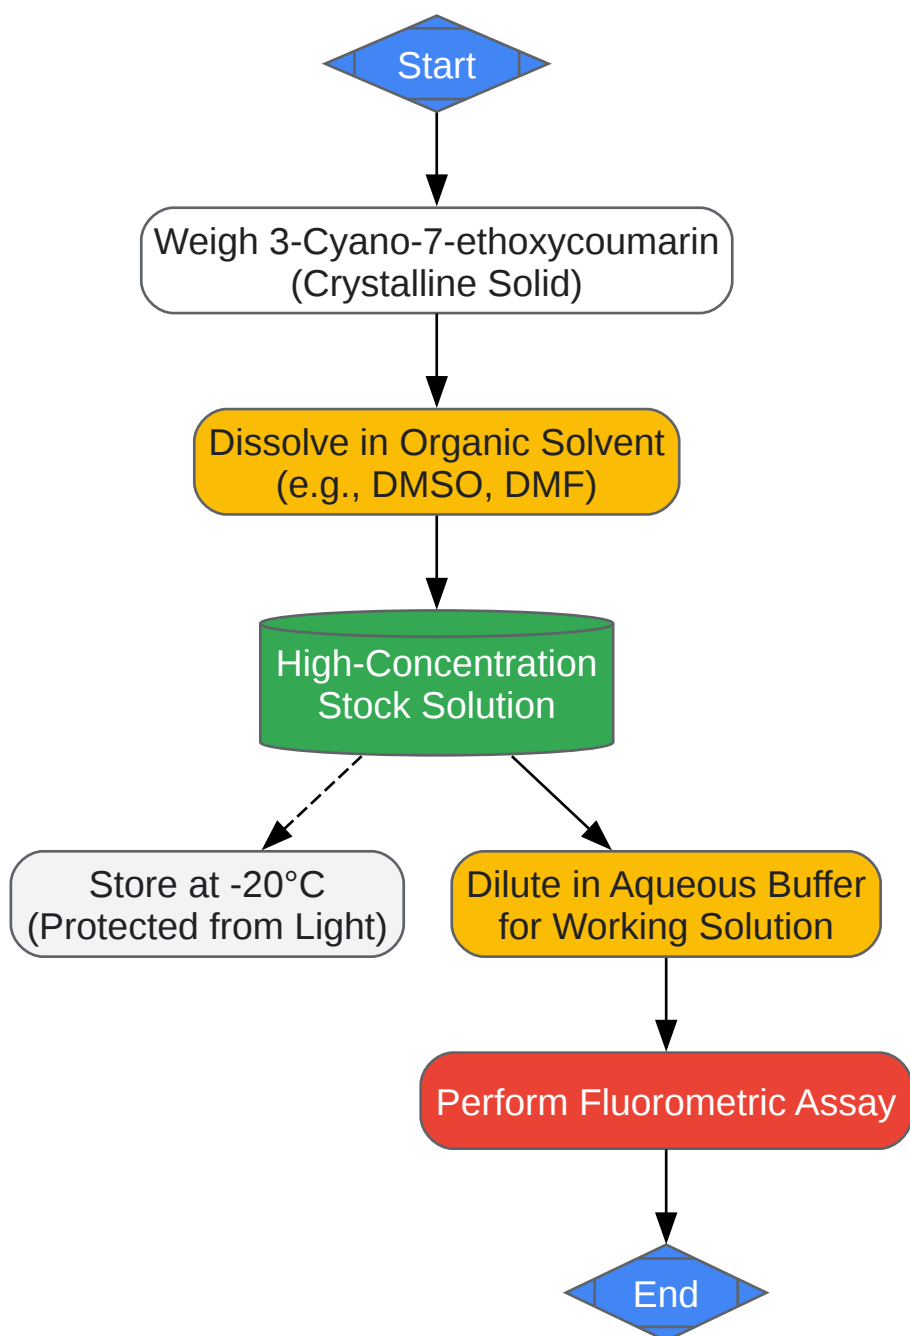 Start
Weigh 3-Cyano-7-ethoxycoumarin
(Crystalline Solid)
Dissolve in Organic Solvent
(e.g., DMSO, DMF)
High-Concentration
Stock Solution
Store at -20°C
(Protected from Light)
Dilute in Aqueous Buffer
for Working Solution
Perform Fluorometric Assay
End